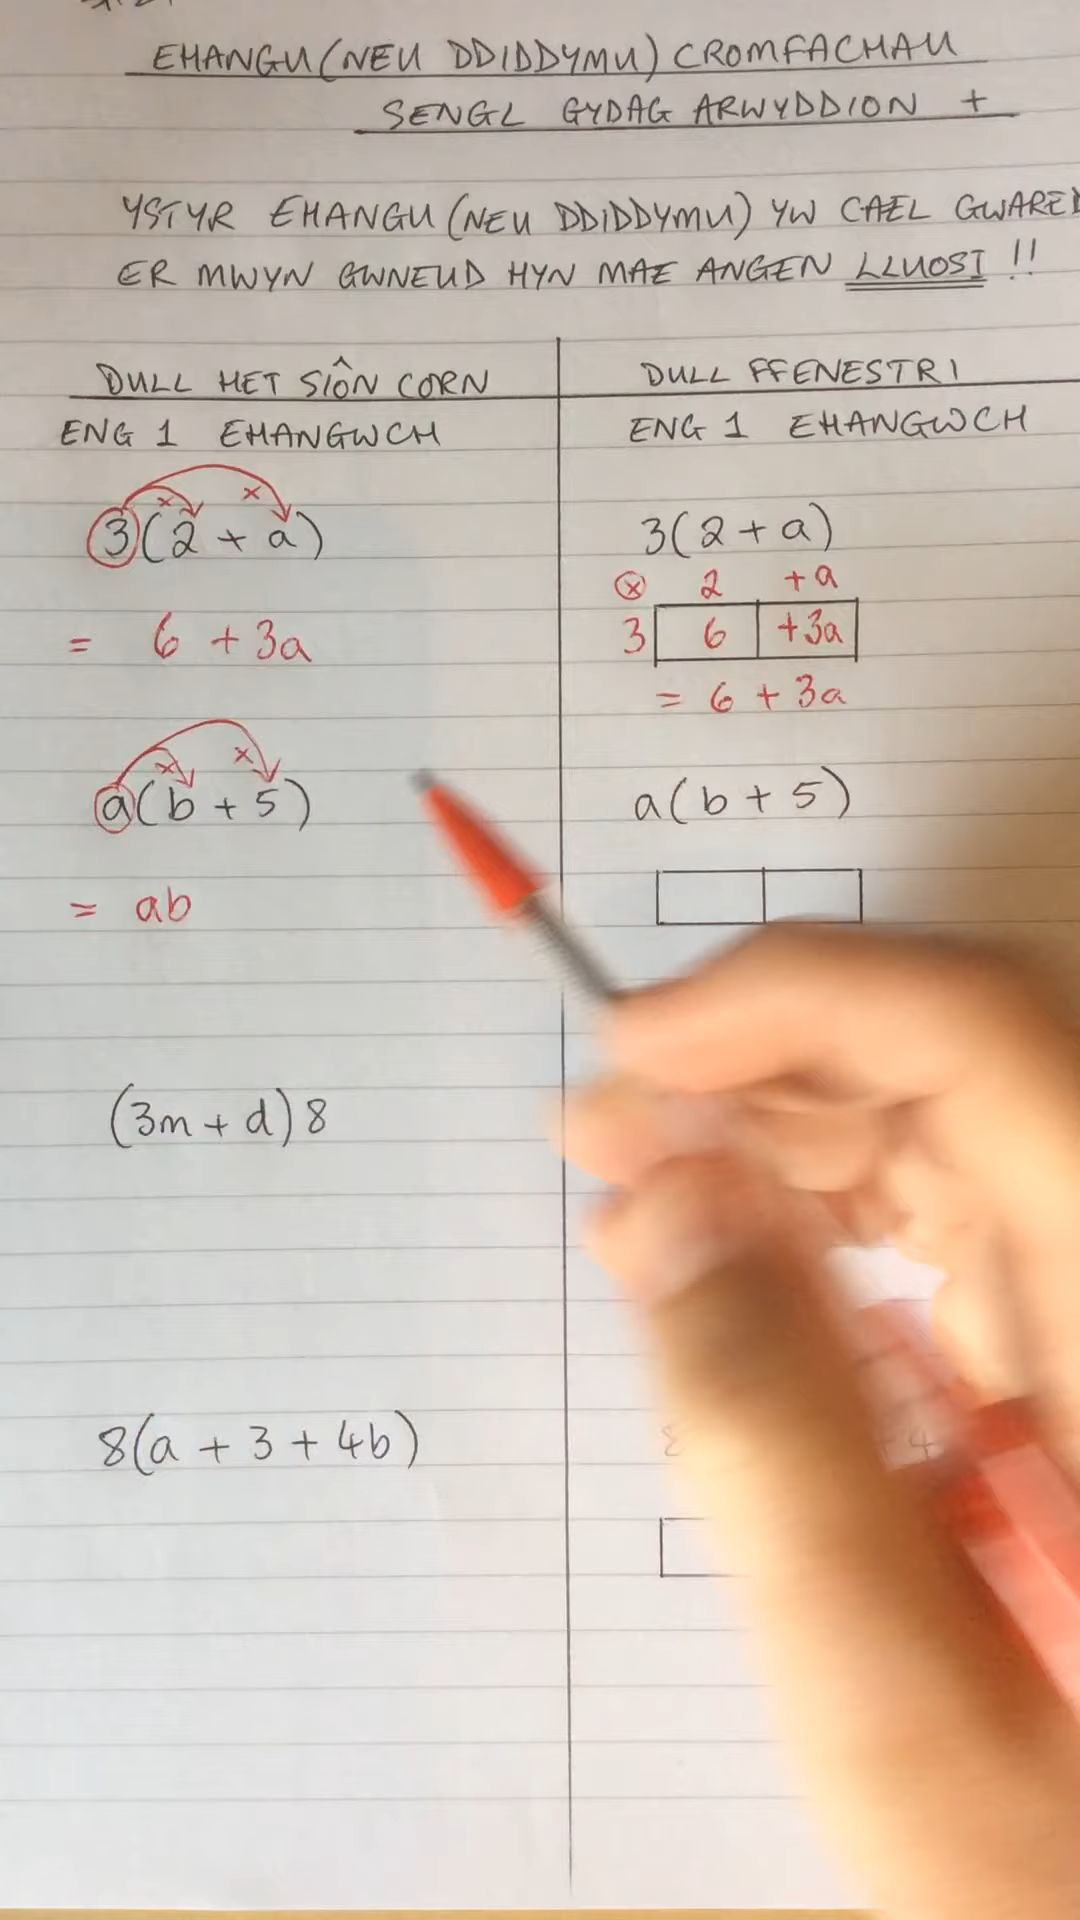 EHANGU (NEU DDIDDYMU) CROMFACHAU
SENGL GYDAG ARWYDDION +
YSTYR EHANGU (NEU DDIDDYMU) YW CAEL GWARED
ER MWYN GWNEUD HYN MAE ANGEN LLUOSI !!
DULL HET SIÔN CORN
ENG 1 EHANGWCH
3(2 + a)
= 6 + 3a
a(b + 5)
= ab
(3m + d)8
8(a + 3 + 4b)
DULL FFENESTRI
ENG 1 EHANGWCH
3(2 + a)
× 2 + a
3 6 +3a
= 6 + 3a
a(b + 5)